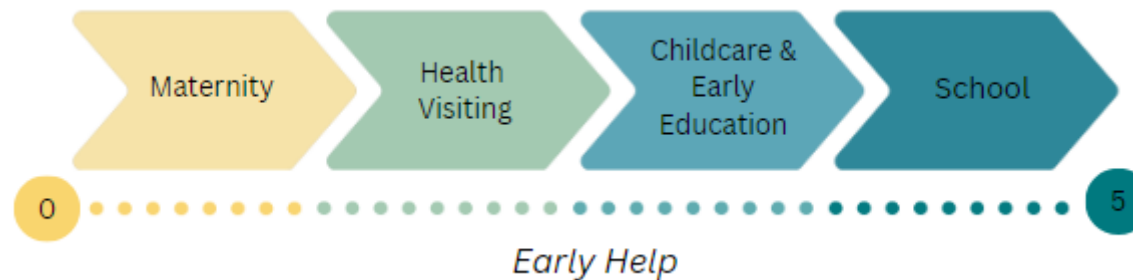 Maternity
Health
Visiting
Childcare &
Early
Education
School
0
5
Early Help